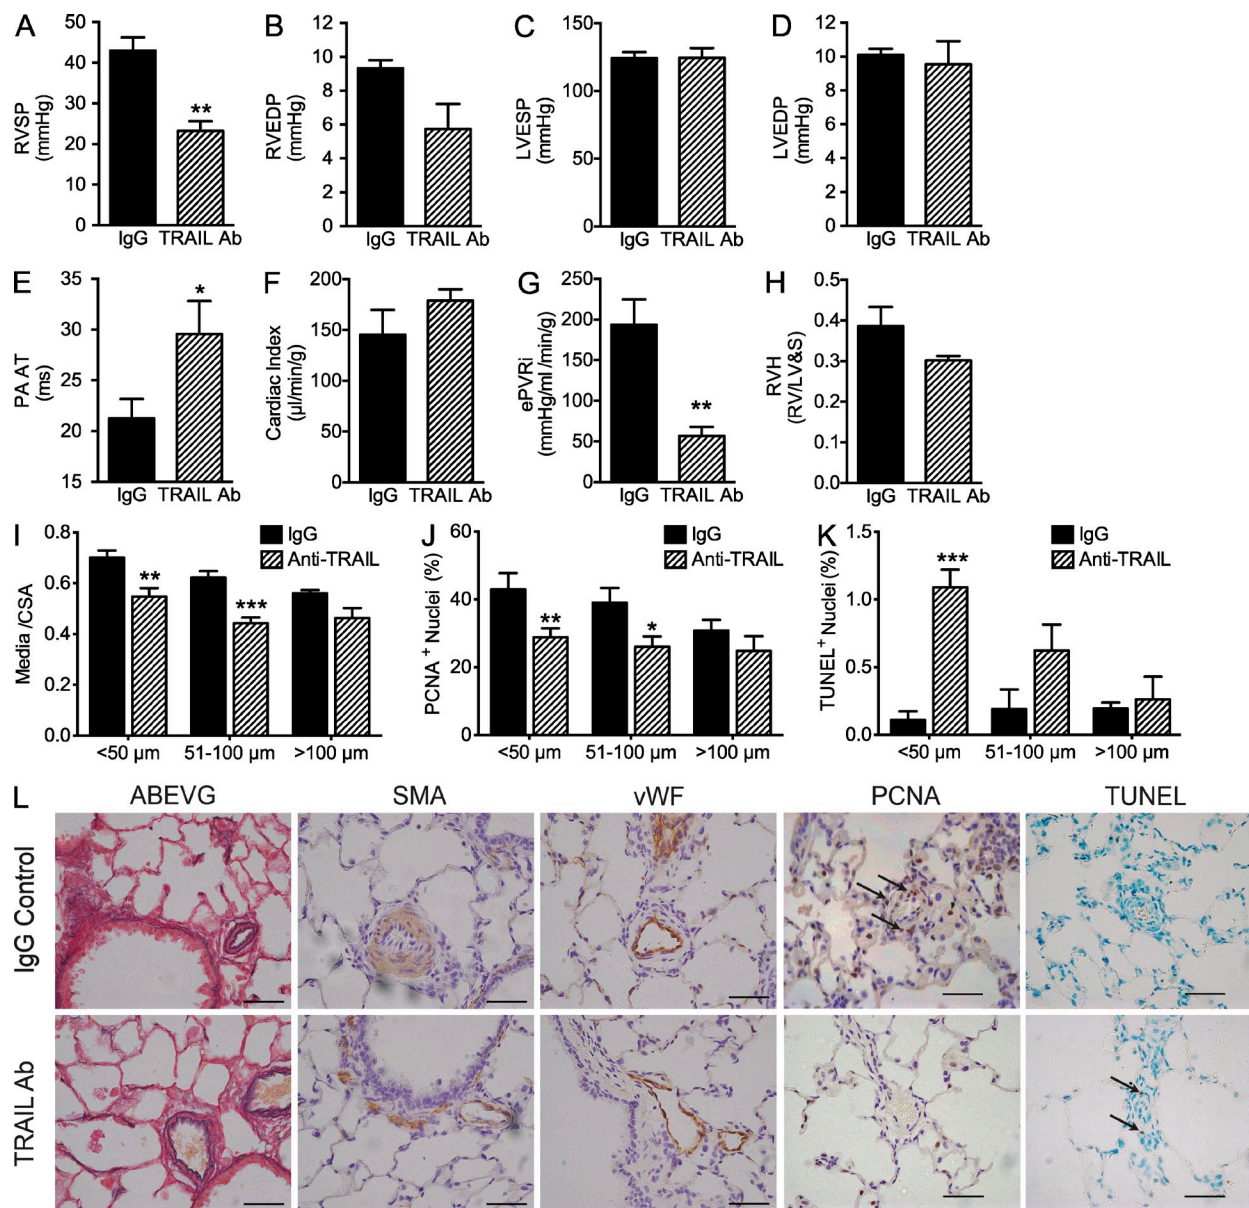 A
RVSP
(mmHg)
50
40
30
20
10
0
**
IgG TRAIL Ab
B
RVEDP
(mmHg)
12
10
8
6
4
2
0
IgG TRAIL Ab
C
LVESP
(mmHg)
150
100
50
0
IgG TRAIL Ab
D
LVEDP
(mmHg)
12
10
8
6
4
2
0
IgG TRAIL Ab
E
PA AT
(ms)
35
30
25
20
15
*
IgG TRAIL Ab
F
Cardiac Index
(µl/min/g)
200
150
100
50
0
IgG TRAIL Ab
G
ePVRi
(mmHg/ml/min/g)
250
200
150
100
50
0
**
IgG TRAIL Ab
H
RVH
(RV/LV&S)
0.5
0.4
0.3
0.2
0.1
0.0
IgG TRAIL Ab
I
Media /CSA
0.8
0.6
0.4
0.2
0.0
IgG
Anti-TRAIL
**
***
<50 µm 51-100 µm >100 µm
J
PCNA + Nuclei (%)
60
40
20
0
IgG
Anti-TRAIL
**
*
<50 µm 51-100 µm >100 µm
K
TUNEL+ Nuclei (%)
1.5
1.0
0.5
0.0
IgG
Anti-TRAIL
***
<50 µm 51-100 µm >100 µm
L
ABEVG SMA vWF PCNA TUNEL
IgG Control
TRAIL Ab